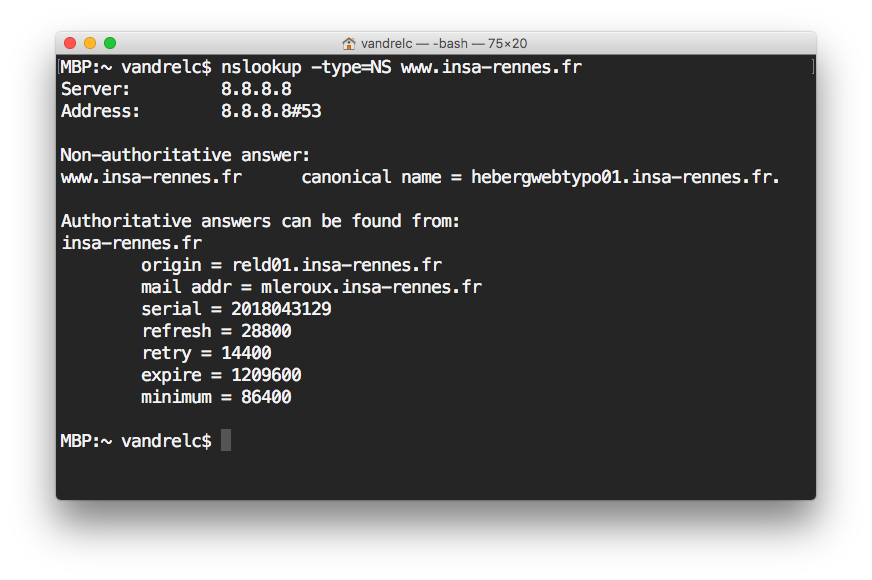 vandrelc — -bash — 75×20
[MBP:~ vandrelc$ nslookup -type=NS www.insa-rennes.fr ]
Server: 8.8.8.8
Address: 8.8.8.8#53
Non-authoritative answer:
www.insa-rennes.fr canonical name = hebergwebtypo01.insa-rennes.fr.
Authoritative answers can be found from:
insa-rennes.fr
origin = reld01.insa-rennes.fr
mail addr = mleroux.insa-rennes.fr
serial = 2018043129
refresh = 28800
retry = 14400
expire = 1209600
minimum = 86400
MBP:~ vandrelc$